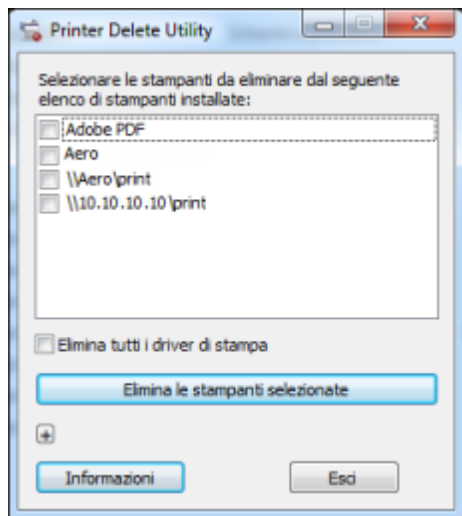 Printer Delete Utility
Selezionare le stampanti da eliminare dal seguente
elenco di stampanti installate:
Adobe PDF
Aero
\\Aero\print
\\10.10.10.10\print
Elimina tutti i driver di stampa
Elimina le stampanti selezionate
Informazioni
Esci